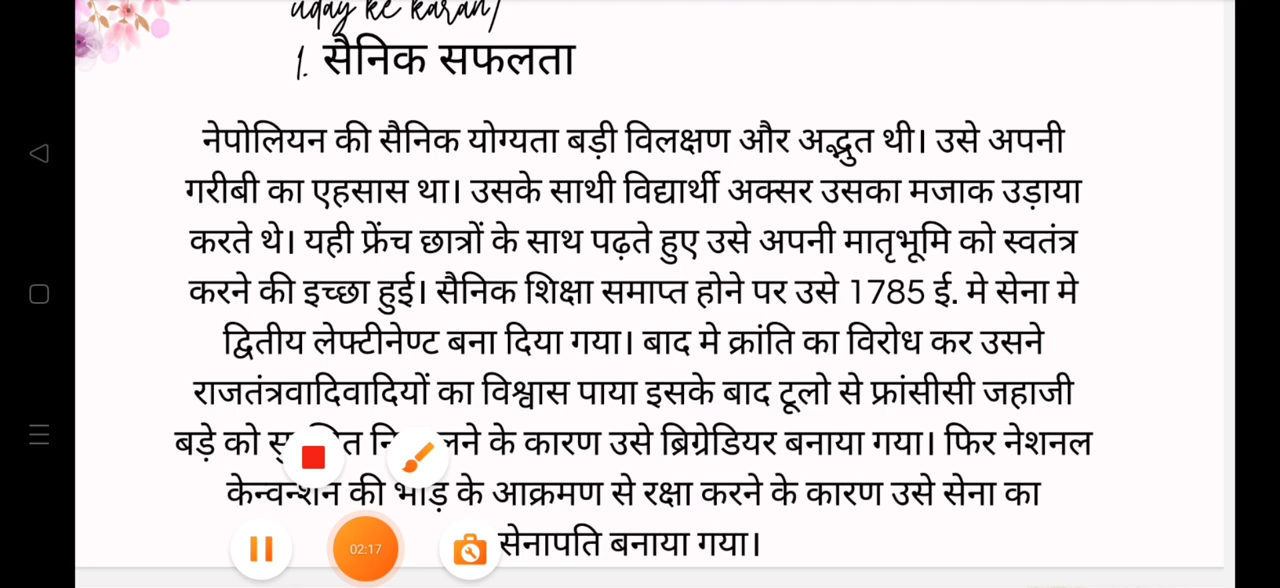 uday ke karan/
1. सैनिक सफलता
नेपोलियन की सैनिक योग्यता बड़ी विलक्षण और अद्भुत थी। उसे अपनी
गरीबी का एहसास था। उसके साथी विद्यार्थी अक्सर उसका मजाक उड़ाया
करते थे। यही फ्रेंच छात्रों के साथ पढ़ते हुए उसे अपनी मातृभूमि को स्वतंत्र
करने की इच्छा हुई। सैनिक शिक्षा समाप्त होने पर उसे 1785 ई. मे सेना मे
द्वितीय लेफ्टीनेण्ट बना दिया गया। बाद मे क्रांति का विरोध कर उसने
राजतंत्रवादिवादियों का विश्वास पाया इसके बाद टूलो से फ्रांसीसी जहाजी
बड़े को के कारण उसे ब्रिग्रेडियर बनाया गया। फिर नेशनल
केन्वन्शन की भाड़ के आक्रमण से रक्षा करने के कारण उसे सेना का
सेनापति बनाया गया।
02:17